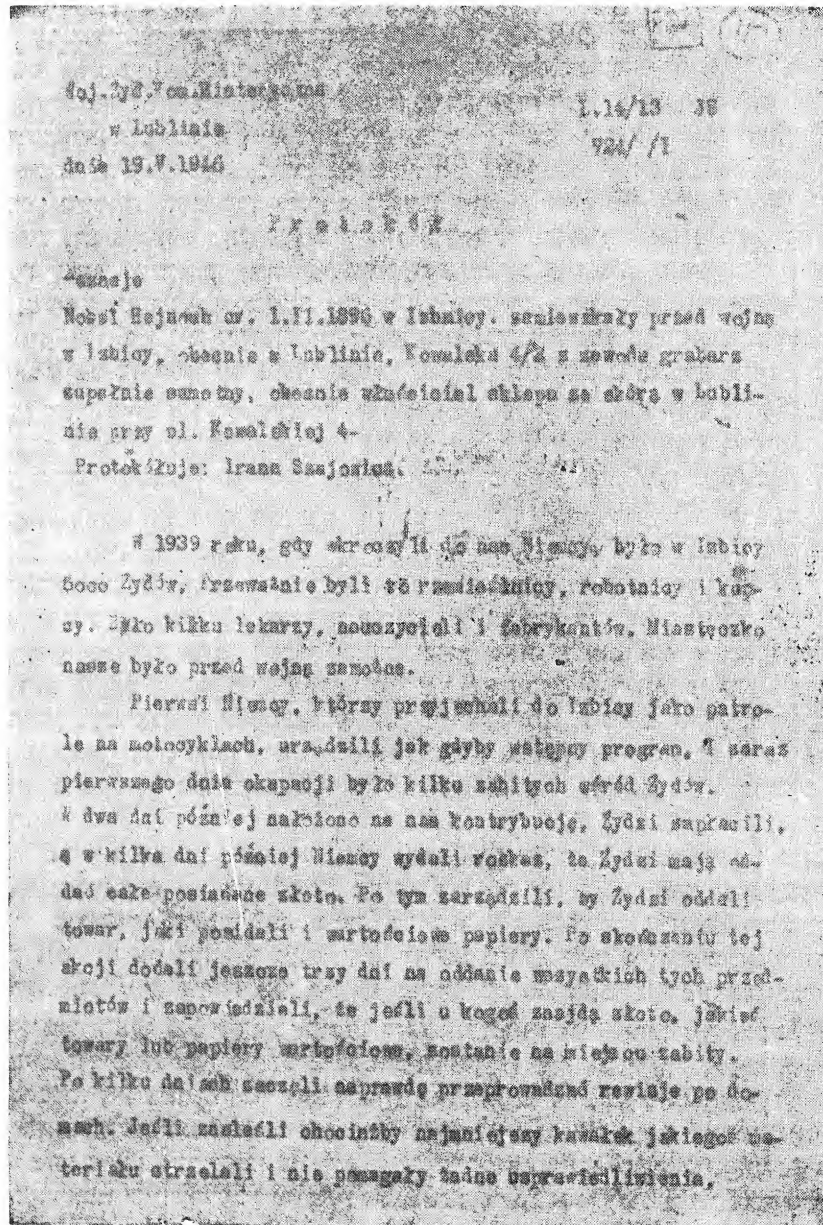 Woj.Żyd.Kom.Historyczna
w Lublinie
dnia 19.V.1946
I.14/13 38
924/ /I
P r o t o k ó ł
Zeznaje
Nobel Hejnoch ur. 1.II.1896 w Izbicy. zamieszkały przed wojną
w Izbicy, obecnie w Lublinie, Kowalska 4/2 z zawodu grabarz
zupełnie samotny, obecnie właściciel sklepu ze skórą w Lubli-
nie przy ul. Kowalskiej 4-
Protokółuje: Irena Szajowicz.
W 1939 roku, gdy wkroczyli do nas Niemcy, było w Izbicy
6ooo Żydów, Przeważnie byli to rzemieślnicy, robotnicy i kup-
cy. Było kilku lekarzy, nauczycieli i fabrykantów. Miasteczko
nasze było przed wojną zamożne.
Pierwsi Niemcy, którzy przyjechali do Izbicy jako patro-
le na motocyklach, urządzili jak gdyby wstępny program. I zaraz
pierwszego dnia okupacji było kilku zabitych wśród Żydów.
W dwa dni później nałożono na nas kontrybucję, Żydzi zapłacili,
a w kilka dni później Niemcy wydali rozkaz, że Żydzi mają od-
dać całe posiadane złoto. Po tym zarządzili, by Żydzi oddali
towar, jaki posidali i wartościowe papiery. Po skończeniu tej
akcji dodali jeszcze trzy dni na oddanie wszystkich tych przed-
miotów i zapowiedzieli, że jeśli u kogoś znajdą złoto, jakieś
towary lub papiery wartościowe, zostanie na miejscu zabity.
Po kilku dniach zaczęli naprawdę przeprowadzać rewizje po do-
mach. Jeśli znaleźli chociażby najmniejszy kawałek jakiegoś ma-
teriału strzelali i nie pomagały żadne usprawiedliwienia.